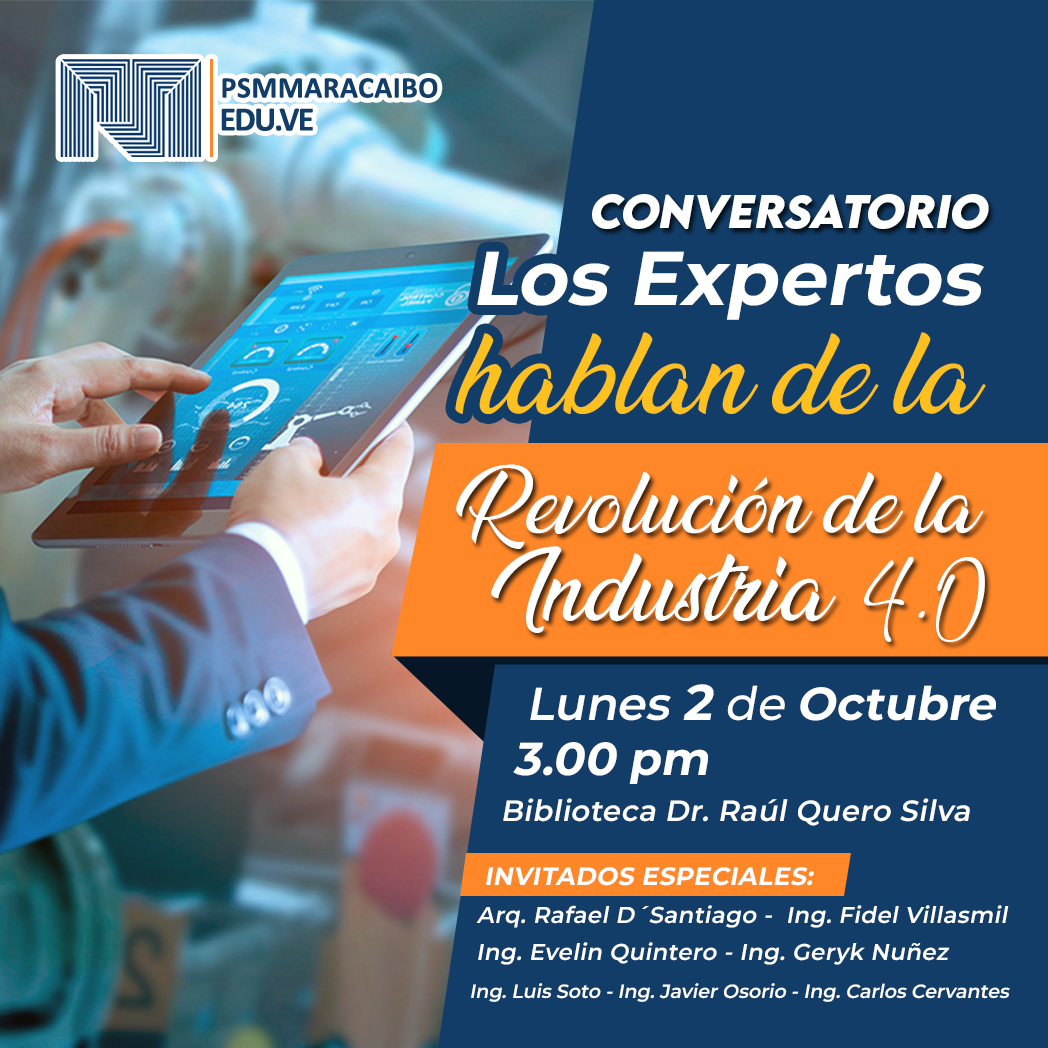 PSMMARACAIBO
EDU.VE
CONVERSATORIO
Los Expertos
hablan de la
Revolución de la
Industria 4.0
Lunes 2 de Octubre
3.00 pm
Biblioteca Dr. Raúl Quero Silva
INVITADOS ESPECIALES:
Arq. Rafael D´Santiago - Ing. Fidel Villasmil
Ing. Evelin Quintero - Ing. Geryk Nuñez
Ing. Luis Soto - Ing. Javier Osorio - Ing. Carlos Cervantes